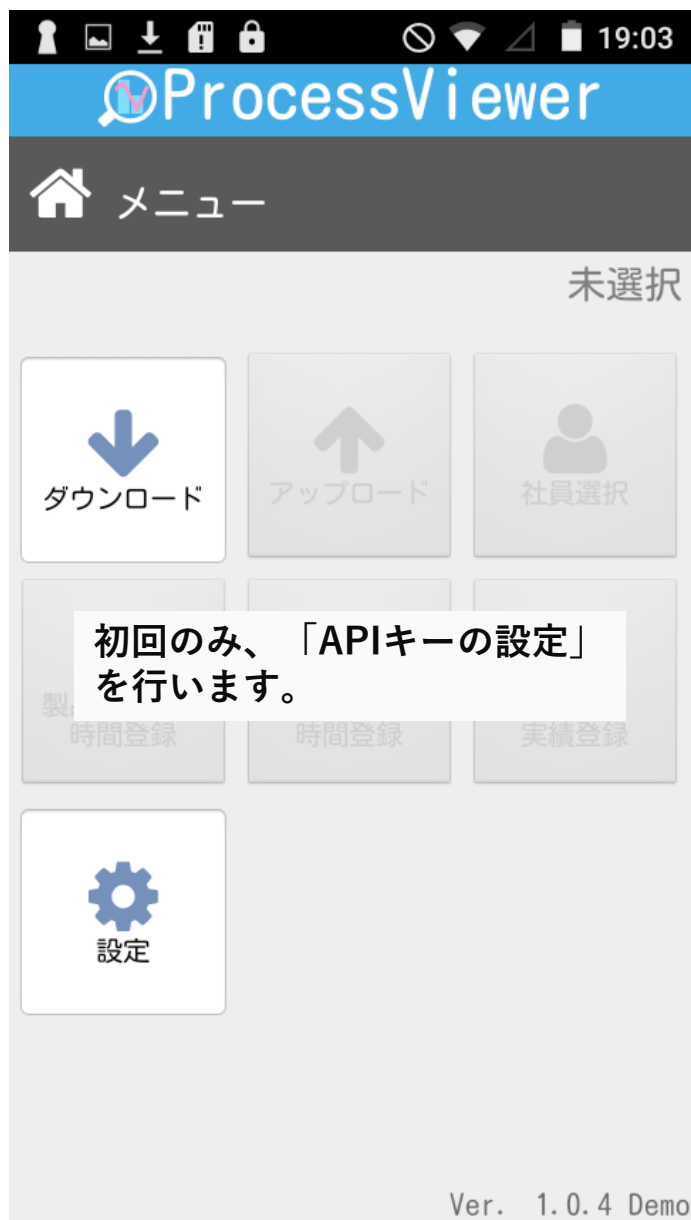 19:03
ProcessViewer
メニュー
未選択
ダウンロード
アップロード
社員選択
初回のみ、「APIキーの設定」
を行います。
製
時間登録
時間登録
実績登録
設定
Ver. 1.0.4 Demo